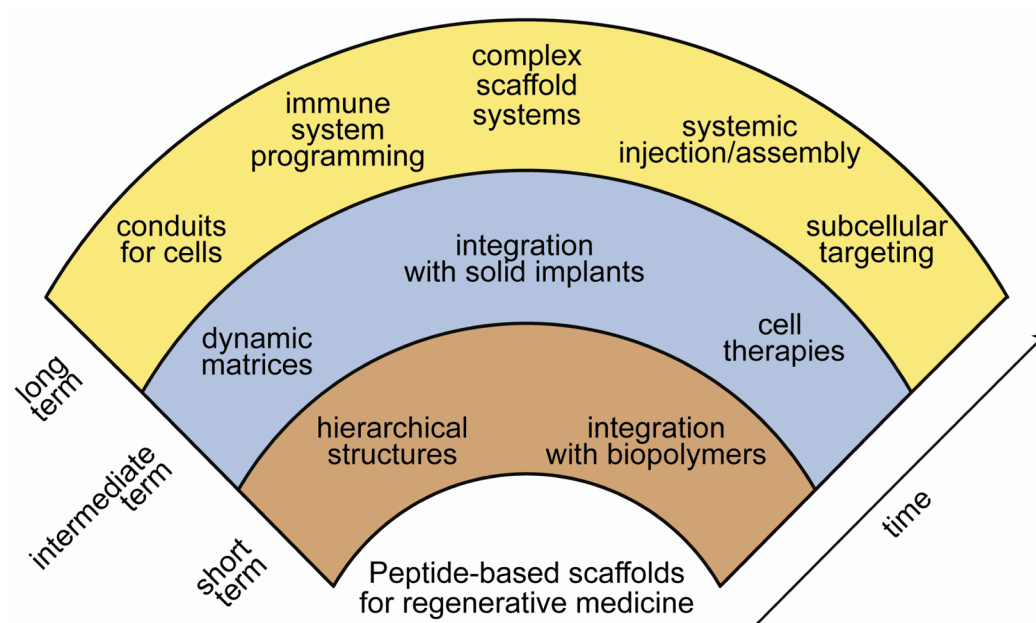 complex
scaffold
systems
immune
system
programming
systemic
injection/assembly
conduits
for cells
subcellular
targeting
integration
with solid implants
dynamic
matrices
cell
therapies
hierarchical
structures
integration
with biopolymers
long
term
intermediate
term
short
term
time
Peptide-based scaffolds
for regenerative medicine